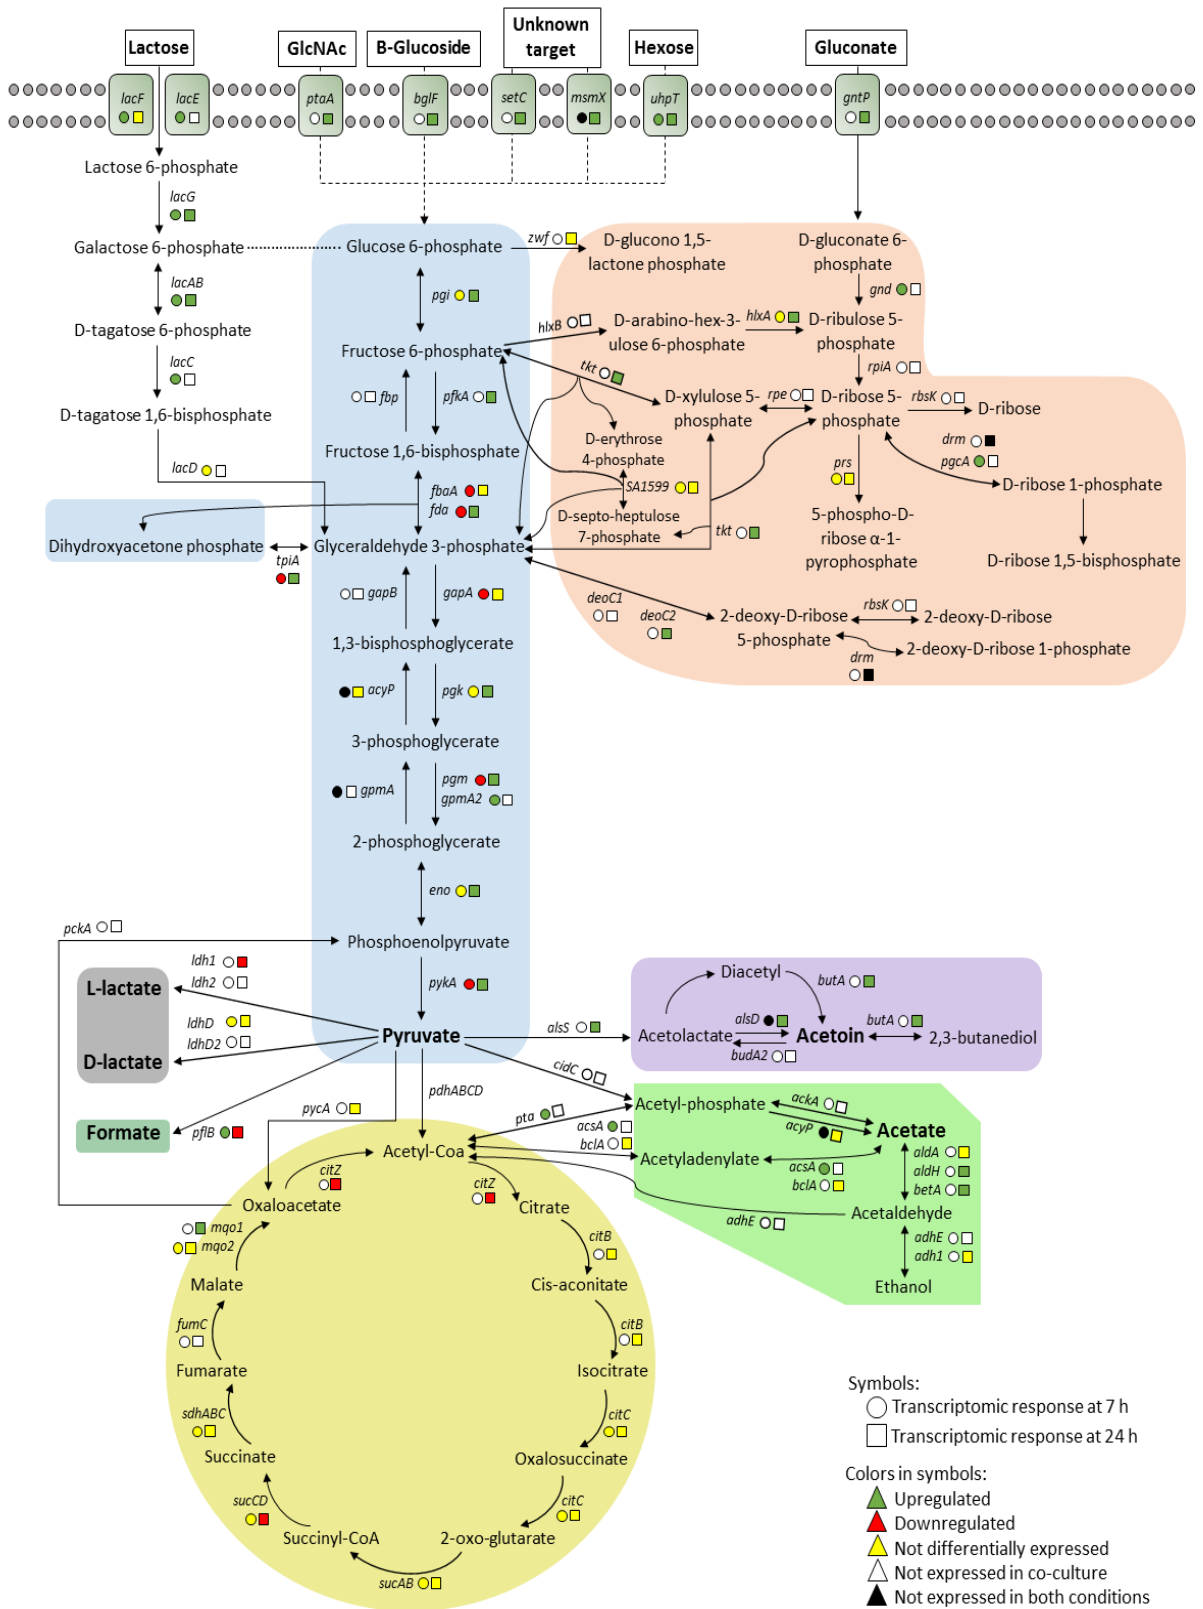 Lactose
GlcNAc
B-Glucoside
Unknown
target
Hexose
Gluconate
lacF
lacE
ptaA
bglF
setC
msmX
uhpT
gntP
Lactose 6-phosphate
lacG
Galactose 6-phosphate
lacAB
D-tagatose 6-phosphate
lacC
D-tagatose 1,6-bisphosphate
lacD
Glucose 6-phosphate
zwf
D-glucono 1,5-
lactone phosphate
D-gluconate 6-
phosphate
gnd
pgi
hlxB
D-arabino-hex-3-
ulose 6-phosphate
hlxA
D-ribulose 5-
phosphate
Fructose 6-phosphate
tkt
rpiA
fbp
pfkA
D-xylulose 5-
phosphate
rpe
D-ribose 5-
phosphate
rbsK
D-ribose
Fructose 1,6-bisphosphate
D-erythrose
4-phosphate
drm
pgcA
prs
fbaA
fda
SA1599
D-ribose 1-phosphate
D-septo-heptulose
7-phosphate
tkt
5-phospho-D-
ribose α-1-
pyrophosphate
D-ribose 1,5-bisphosphate
Dihydroxyacetone phosphate
tpiA
Glyceraldehyde 3-phosphate
gapB
gapA
deoC1
deoC2
2-deoxy-D-ribose
5-phosphate
rbsK
2-deoxy-D-ribose
2-deoxy-D-ribose 1-phosphate
drm
1,3-bisphosphoglycerate
acyP
pgk
3-phosphoglycerate
gpmA
pgm
gpmA2
2-phosphoglycerate
eno
pckA
Phosphoenolpyruvate
ldh1
ldh2
L-lactate
ldhD
ldhD2
D-lactate
pykA
Pyruvate
alsS
Diacetyl
butA
Acetolactate
alsD
budA2
Acetoin
butA
2,3-butanediol
Formate
pflB
pycA
pdhABCD
cidC
pta
acsA
bclA
Acetyl-phosphate
ackA
acyP
Acetate
Acetyladenylate
acsA
bclA
aldA
aldH
betA
Acetaldehyde
adhE
adhE
adh1
Ethanol
Acetyl-Coa
citZ
citZ
Oxaloacetate
Citrate
mqo1
mqo2
citB
Malate
Cis-aconitate
fumC
citB
Fumarate
Isocitrate
sdhABC
citC
Succinate
Oxalosuccinate
sucCD
citC
Succinyl-CoA
2-oxo-glutarate
sucAB
Symbols:
Transcriptomic response at 7 h
Transcriptomic response at 24 h
Colors in symbols:
Upregulated
Downregulated
Not differentially expressed
Not expressed in co-culture
Not expressed in both conditions